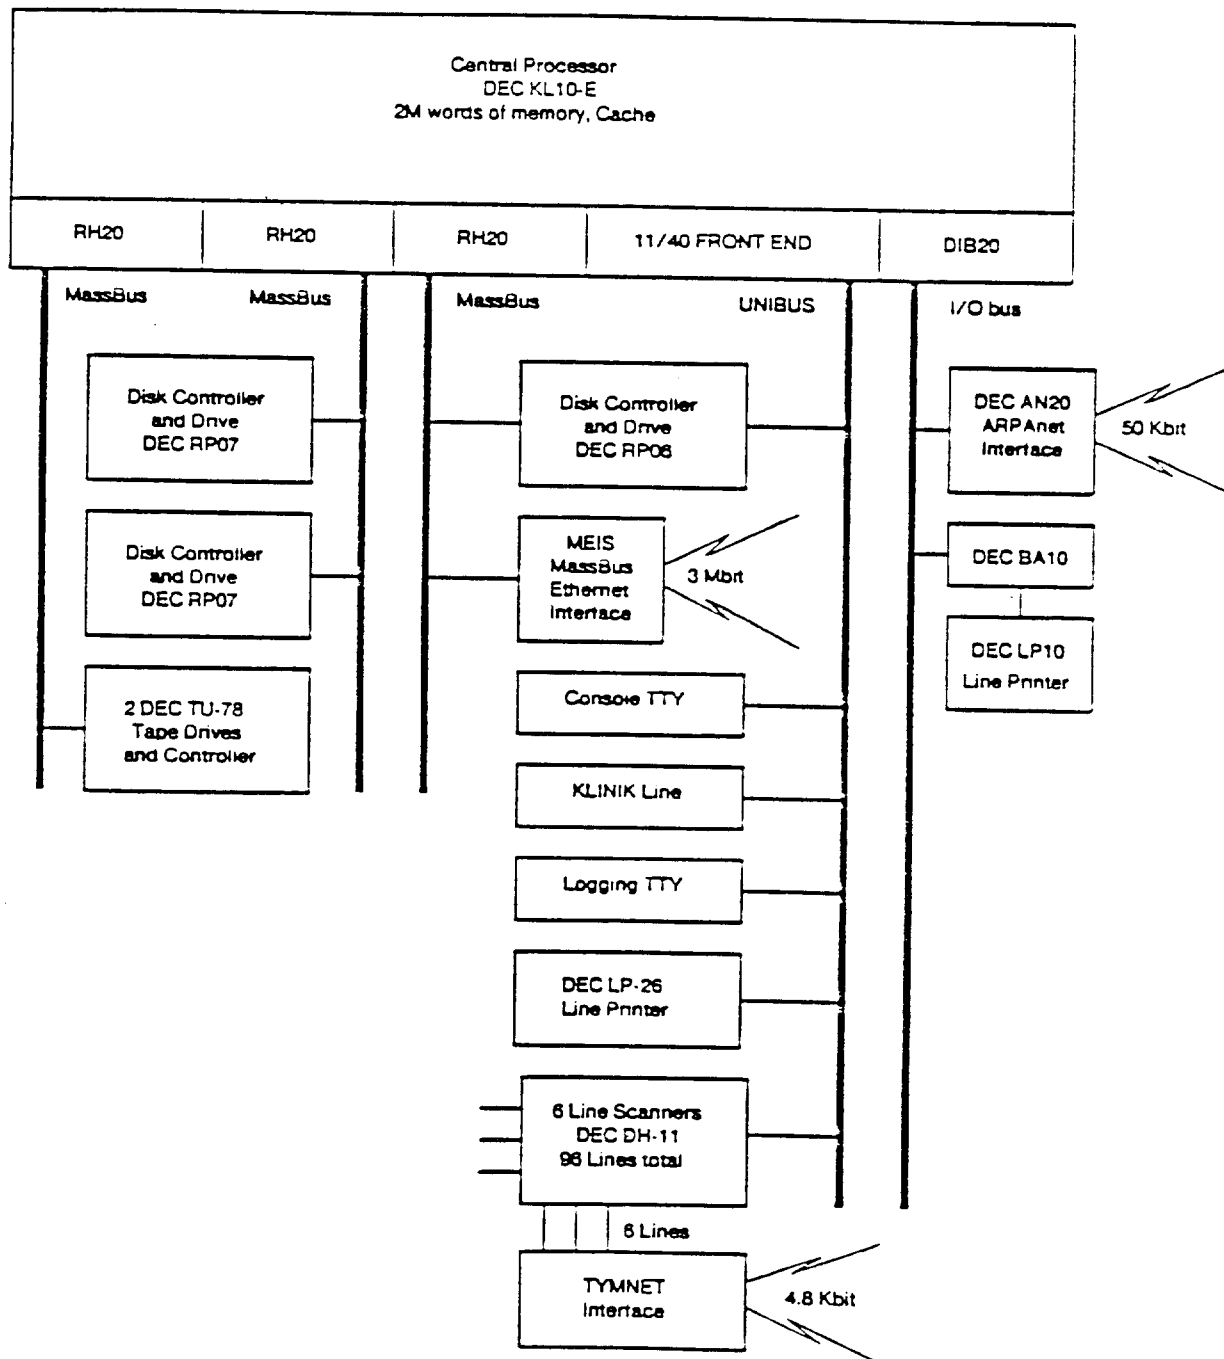 Central Processor
DEC KL10-E
2M words of memory, Cache
RH20
RH20
RH20
11/40 FRONT END
DIB20
MassBus
MassBus
MassBus
UNIBUS
I/O bus
Disk Controller
and Drive
DEC RP07
Disk Controller
and Drive
DEC RP06
DEC AN20
ARPAnet
Interface
50 Kbit
Disk Controller
and Drive
DEC RP07
MEIS
MassBus
Ethernet
Interface
3 Mbit
DEC BA10
DEC LP10
Line Printer
2 DEC TU-78
Tape Drives
and Controller
Console TTY
KLINIK Line
Logging TTY
DEC LP-26
Line Printer
6 Line Scanners
DEC DH-11
96 Lines total
6 Lines
TYMNET
Interface
4.8 Kbit